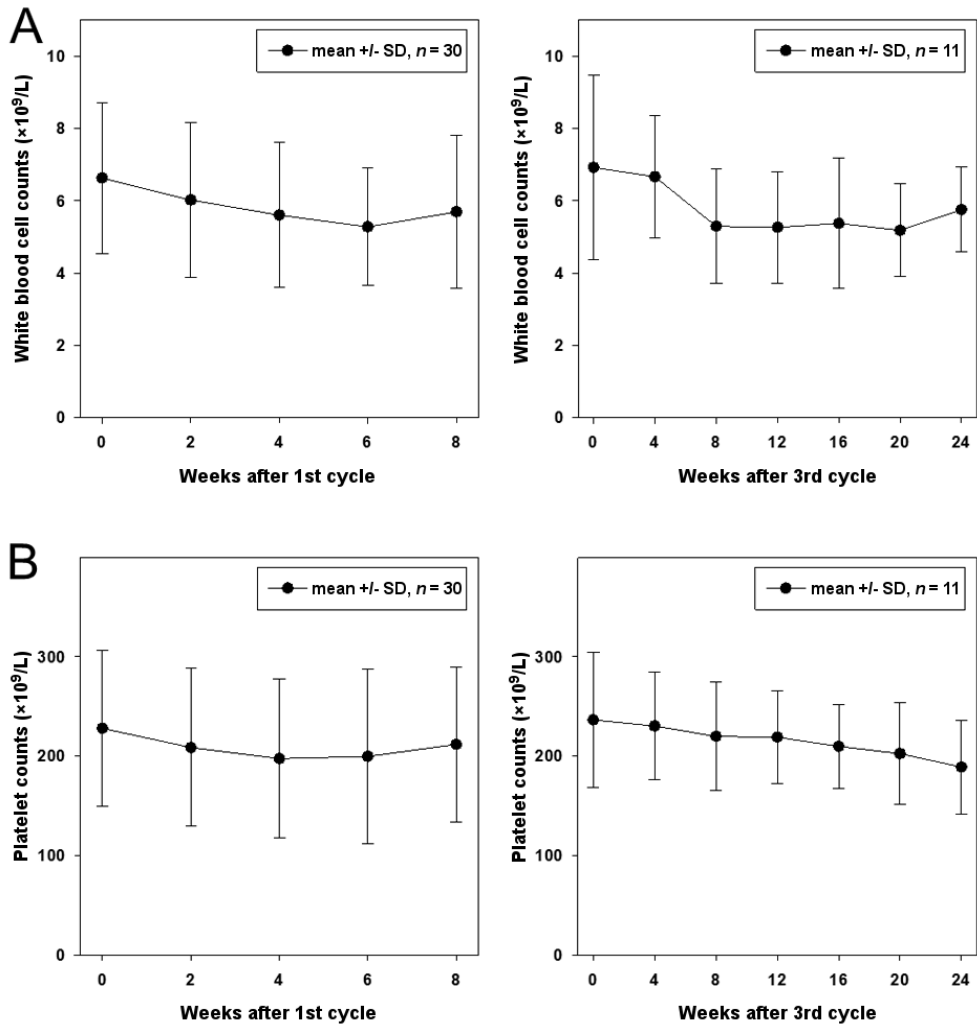 A
White blood cell counts (×10⁹/L)
10
8
6
4
2
0
mean +/- SD, n = 30
0 2 4 6 8
Weeks after 1st cycle
White blood cell counts (×10⁹/L)
10
8
6
4
2
0
mean +/- SD, n = 11
0 4 8 12 16 20 24
Weeks after 3rd cycle
B
Platelet counts (×10⁹/L)
300
200
100
0
mean +/- SD, n = 30
0 2 4 6 8
Weeks after 1st cycle
Platelet counts (×10⁹/L)
300
200
100
0
mean +/- SD, n = 11
0 4 8 12 16 20 24
Weeks after 3rd cycle